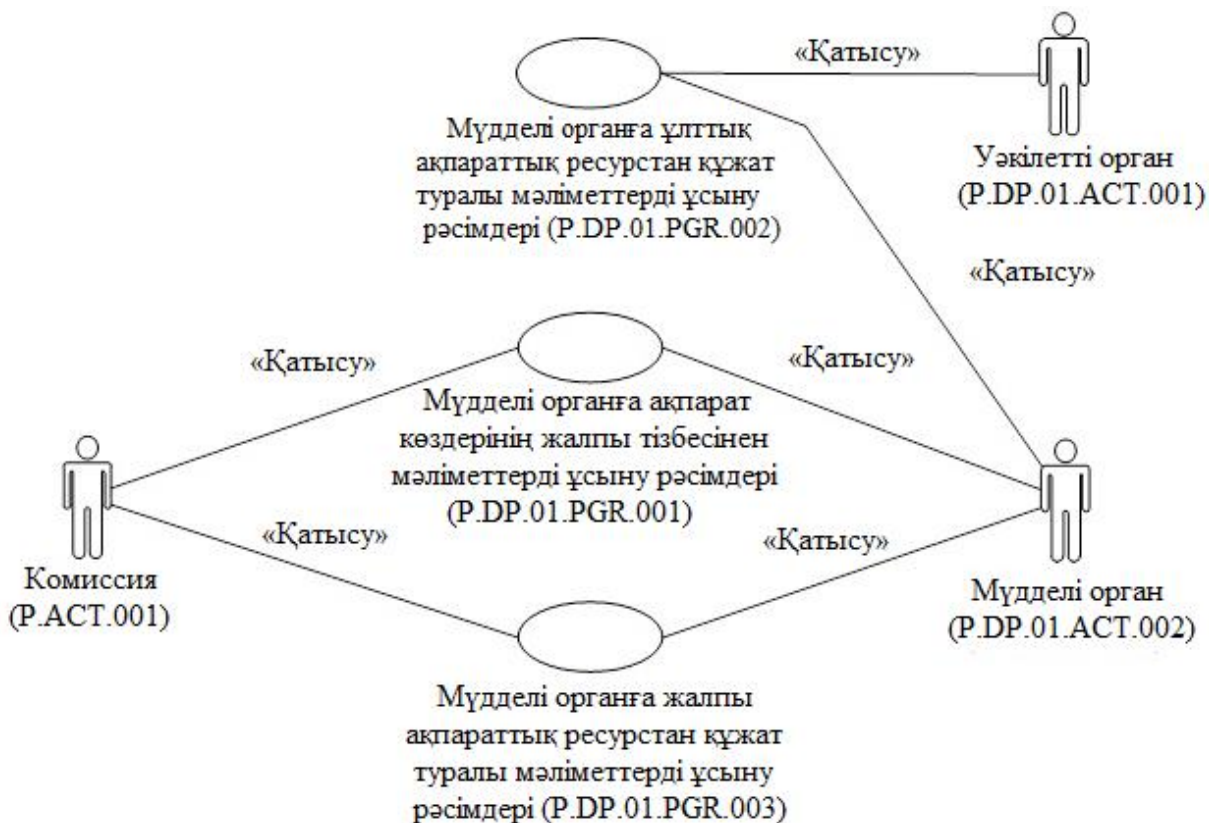 «Қатысу»
Мүдделі органға ұлттық
ақпараттық ресурстан құжат
туралы мәліметтерді ұсыну
рәсімдері (P.DP.01.PGR.002)
Уәкілетті орган
(P.DP.01.ACT.001)
«Қатысу»
«Қатысу»
«Қатысу»
Мүдделі органға ақпарат
көздерінің жалпы тізбесінен
мәліметтерді ұсыну рәсімдері
(P.DP.01.PGR.001)
«Қатысу»
«Қатысу»
Комиссия
(P.ACT.001)
Мүдделі орган
(P.DP.01.ACT.002)
Мүдделі органға жалпы
ақпараттық ресурстан құжат
туралы мәліметтерді ұсыну
рәсімдері (P.DP.01.PGR.003)